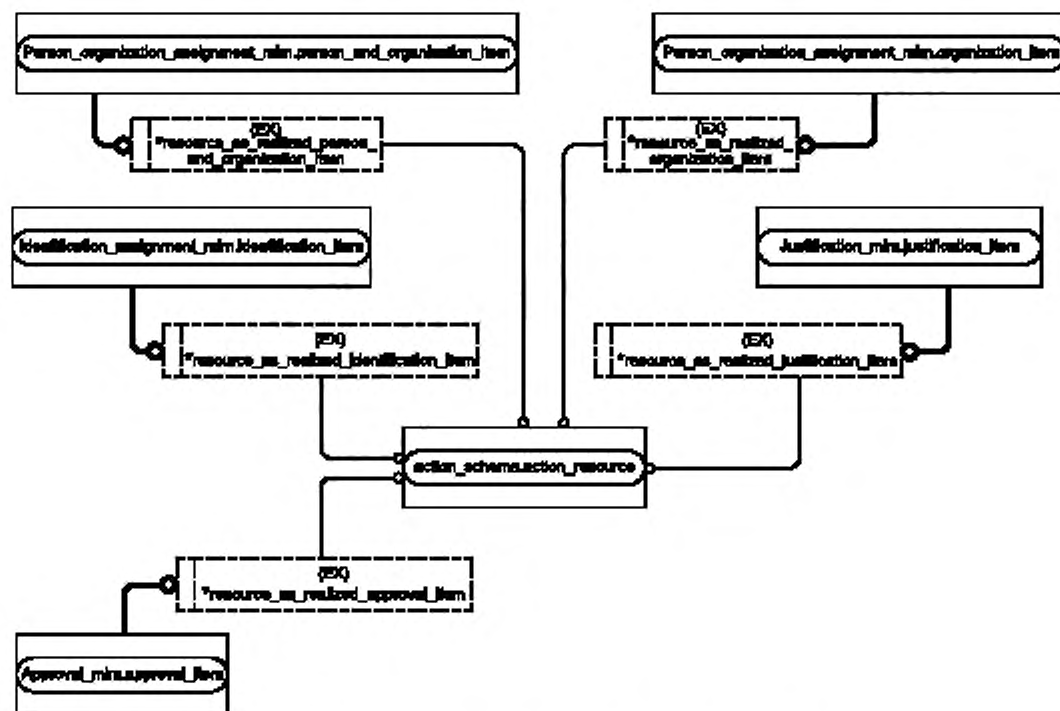 Person_organization_assignment_mim.person_and_organization_item
Person_organization_assignment_mim.organization_item
(EX)
*resource_as_realized_person_
and_organization_item
(EX)
*resource_as_realized_
organization_item
Identification_assignment_mim.identification_item
Justification_mim.justification_item
(EX)
*resource_as_realized_identification_item
(EX)
*resource_as_realized_justification_item
action_schema.action_resource
(EX)
*resource_as_realized_approval_item
Approval_mim.approval_item